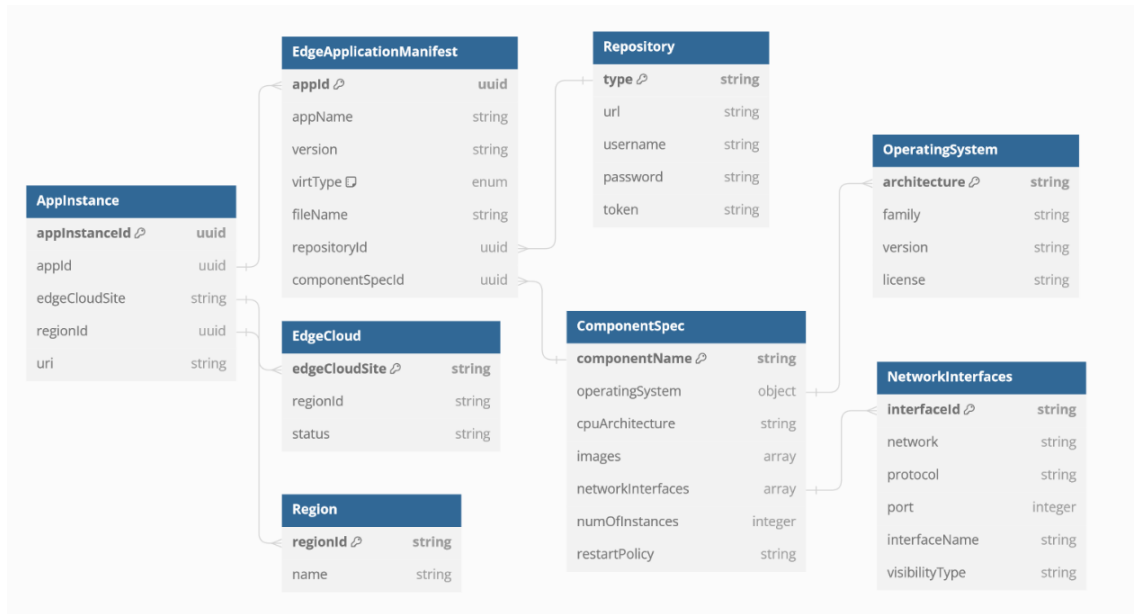 AppInstance
appInstanceId uuid
appId uuid
edgeCloudSite string
regionId uuid
uri string
EdgeApplicationManifest
appId uuid
appName string
version string
virtType enum
fileName string
repositoryId uuid
componentSpecId uuid
EdgeCloud
edgeCloudSite string
regionId string
status string
Region
regionId string
name string
Repository
type string
url string
username string
password string
token string
ComponentSpec
componentName string
operatingSystem object
cpuArchitecture string
images array
networkInterfaces array
numOfInstances integer
restartPolicy string
OperatingSystem
architecture string
family string
version string
license string
NetworkInterfaces
interfaceId string
network string
protocol string
port integer
interfaceName string
visibilityType string